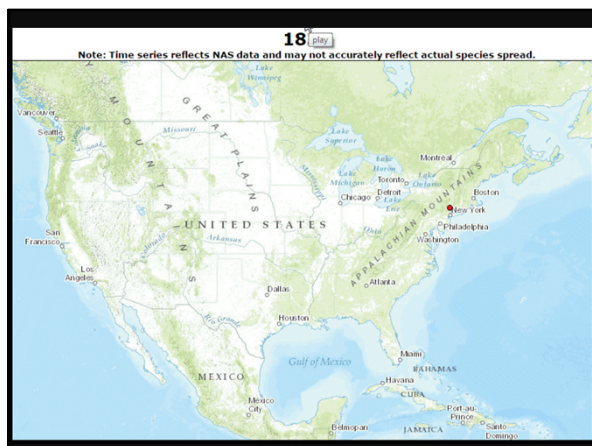 18 play
Note: Time series reflects NAS data and may not accurately reflect actual species spread.
Lake
Winnipeg
Vancouver
Seattle
GREAT PLAINS
MOUNTAINS
Missouri
Mississippi
Lake
Superior
Lake
Michigan
Lake
Huron
Lake
Ontario
Lake
Erie
Montreal
Toronto
Detroit
Chicago
Boston
New York
Philadelphia
Washington
APPALACHIAN MOUNTAINS
Ohio
UNITED STATES
Arkansas
Colorado
San
Francisco
Los
Angeles
Dallas
Atlanta
Houston
Rio Grande
Gulf of Mexico
Miami
BAHAMAS
Havana
CUBA
MÉXICO
Mexico
City
Belmopan
Port-au-
Prince
Santo
Domingo
JAMAICA